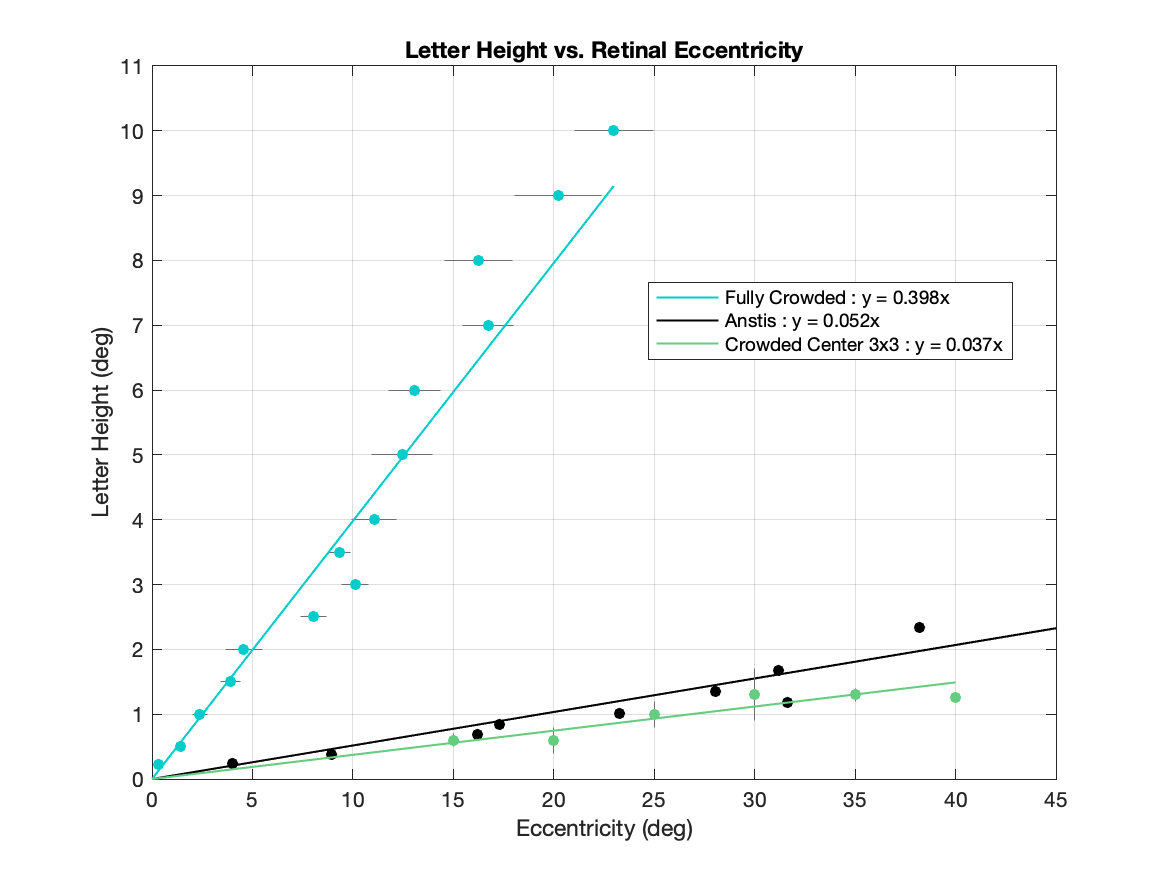 Letter Height vs. Retinal Eccentricity
11
10
9
8
7
6
5
4
3
2
1
0
Letter Height (deg)
Fully Crowded : y = 0.398x
Anstis : y = 0.052x
Crowded Center 3x3 : y = 0.037x
0 5 10 15 20 25 30 35 40 45
Eccentricity (deg)